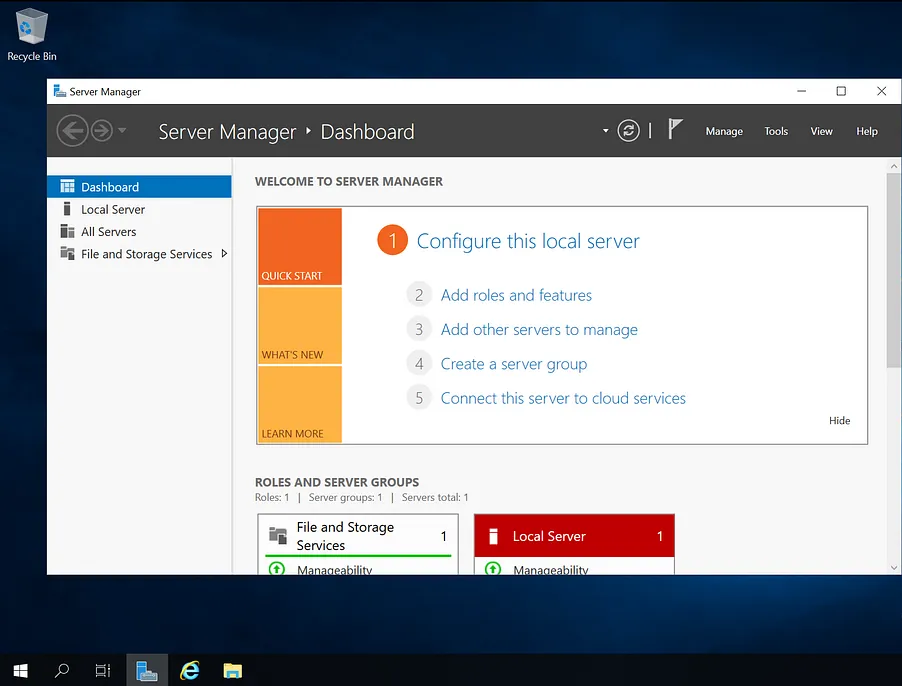 Recycle Bin
Server Manager
Server Manager ‣ Dashboard
Manage Tools View Help
Dashboard
Local Server
All Servers
File and Storage Services
WELCOME TO SERVER MANAGER
QUICK START
WHAT'S NEW
LEARN MORE
1 Configure this local server
2 Add roles and features
3 Add other servers to manage
4 Create a server group
5 Connect this server to cloud services
Hide
ROLES AND SERVER GROUPS
Roles: 1 | Server groups: 1 | Servers total: 1
File and Storage
Services 1
Manageability
Local Server 1
Manageability